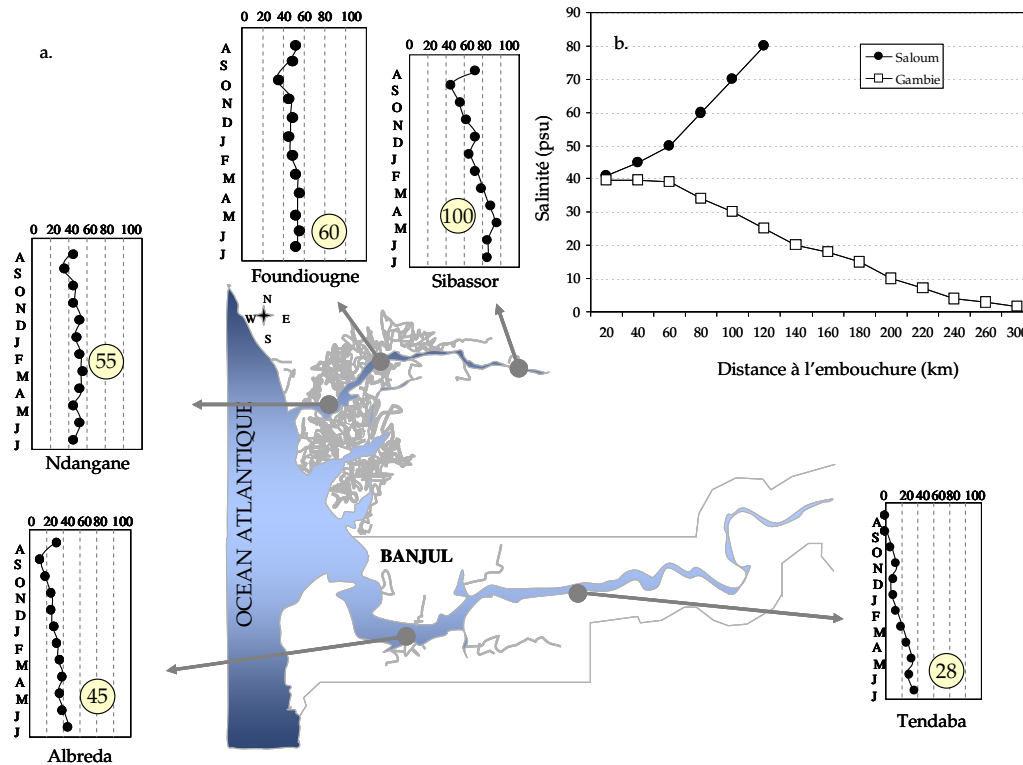 a.
0 20 40 60 80 100
A
S
O
N
D
J
F
M
A
M
J
J
60
Foundiougne
0 20 40 60 80 100
A
S
O
N
D
J
F
M
A
M
J
J
100
Sibassor
b.
Saloum
Gambie
90
80
70
60
50
40
30
20
10
0
Salinité (psu)
20 40 60 80 100 120 140 160 180 200 220 240 260 300
Distance à l'embouchure (km)
0 20 40 60 80 100
A
S
O
N
D
J
F
M
A
M
J
J
55
Ndangane
N
W E
S
OCEAN ATLANTIQUE
BANJUL
0 20 40 60 80 100
A
S
O
N
D
J
F
M
A
M
J
J
45
Albreda
0 20 40 60 80 100
A
S
O
N
D
J
F
M
A
M
J
J
28
Tendaba